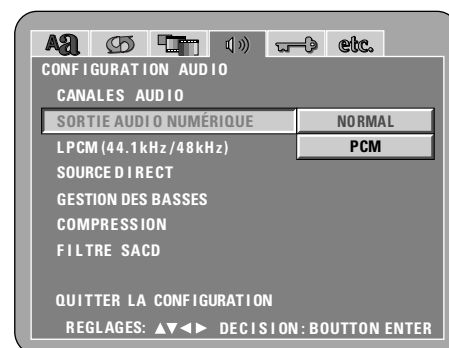 Aa etc.
CONFIGURATION AUDIO
CANALES AUDIO
SORTIE AUDIO NUMÉRIQUE NORMAL
LPCM (44.1kHz/48kHz) PCM
SOURCE DIRECT
GESTION DES BASSES
COMPRESSION
FILTRE SACD
QUITTER LA CONFIGURATION
REGLAGES: ▲▼◄► DECISION: BOUTTON ENTER